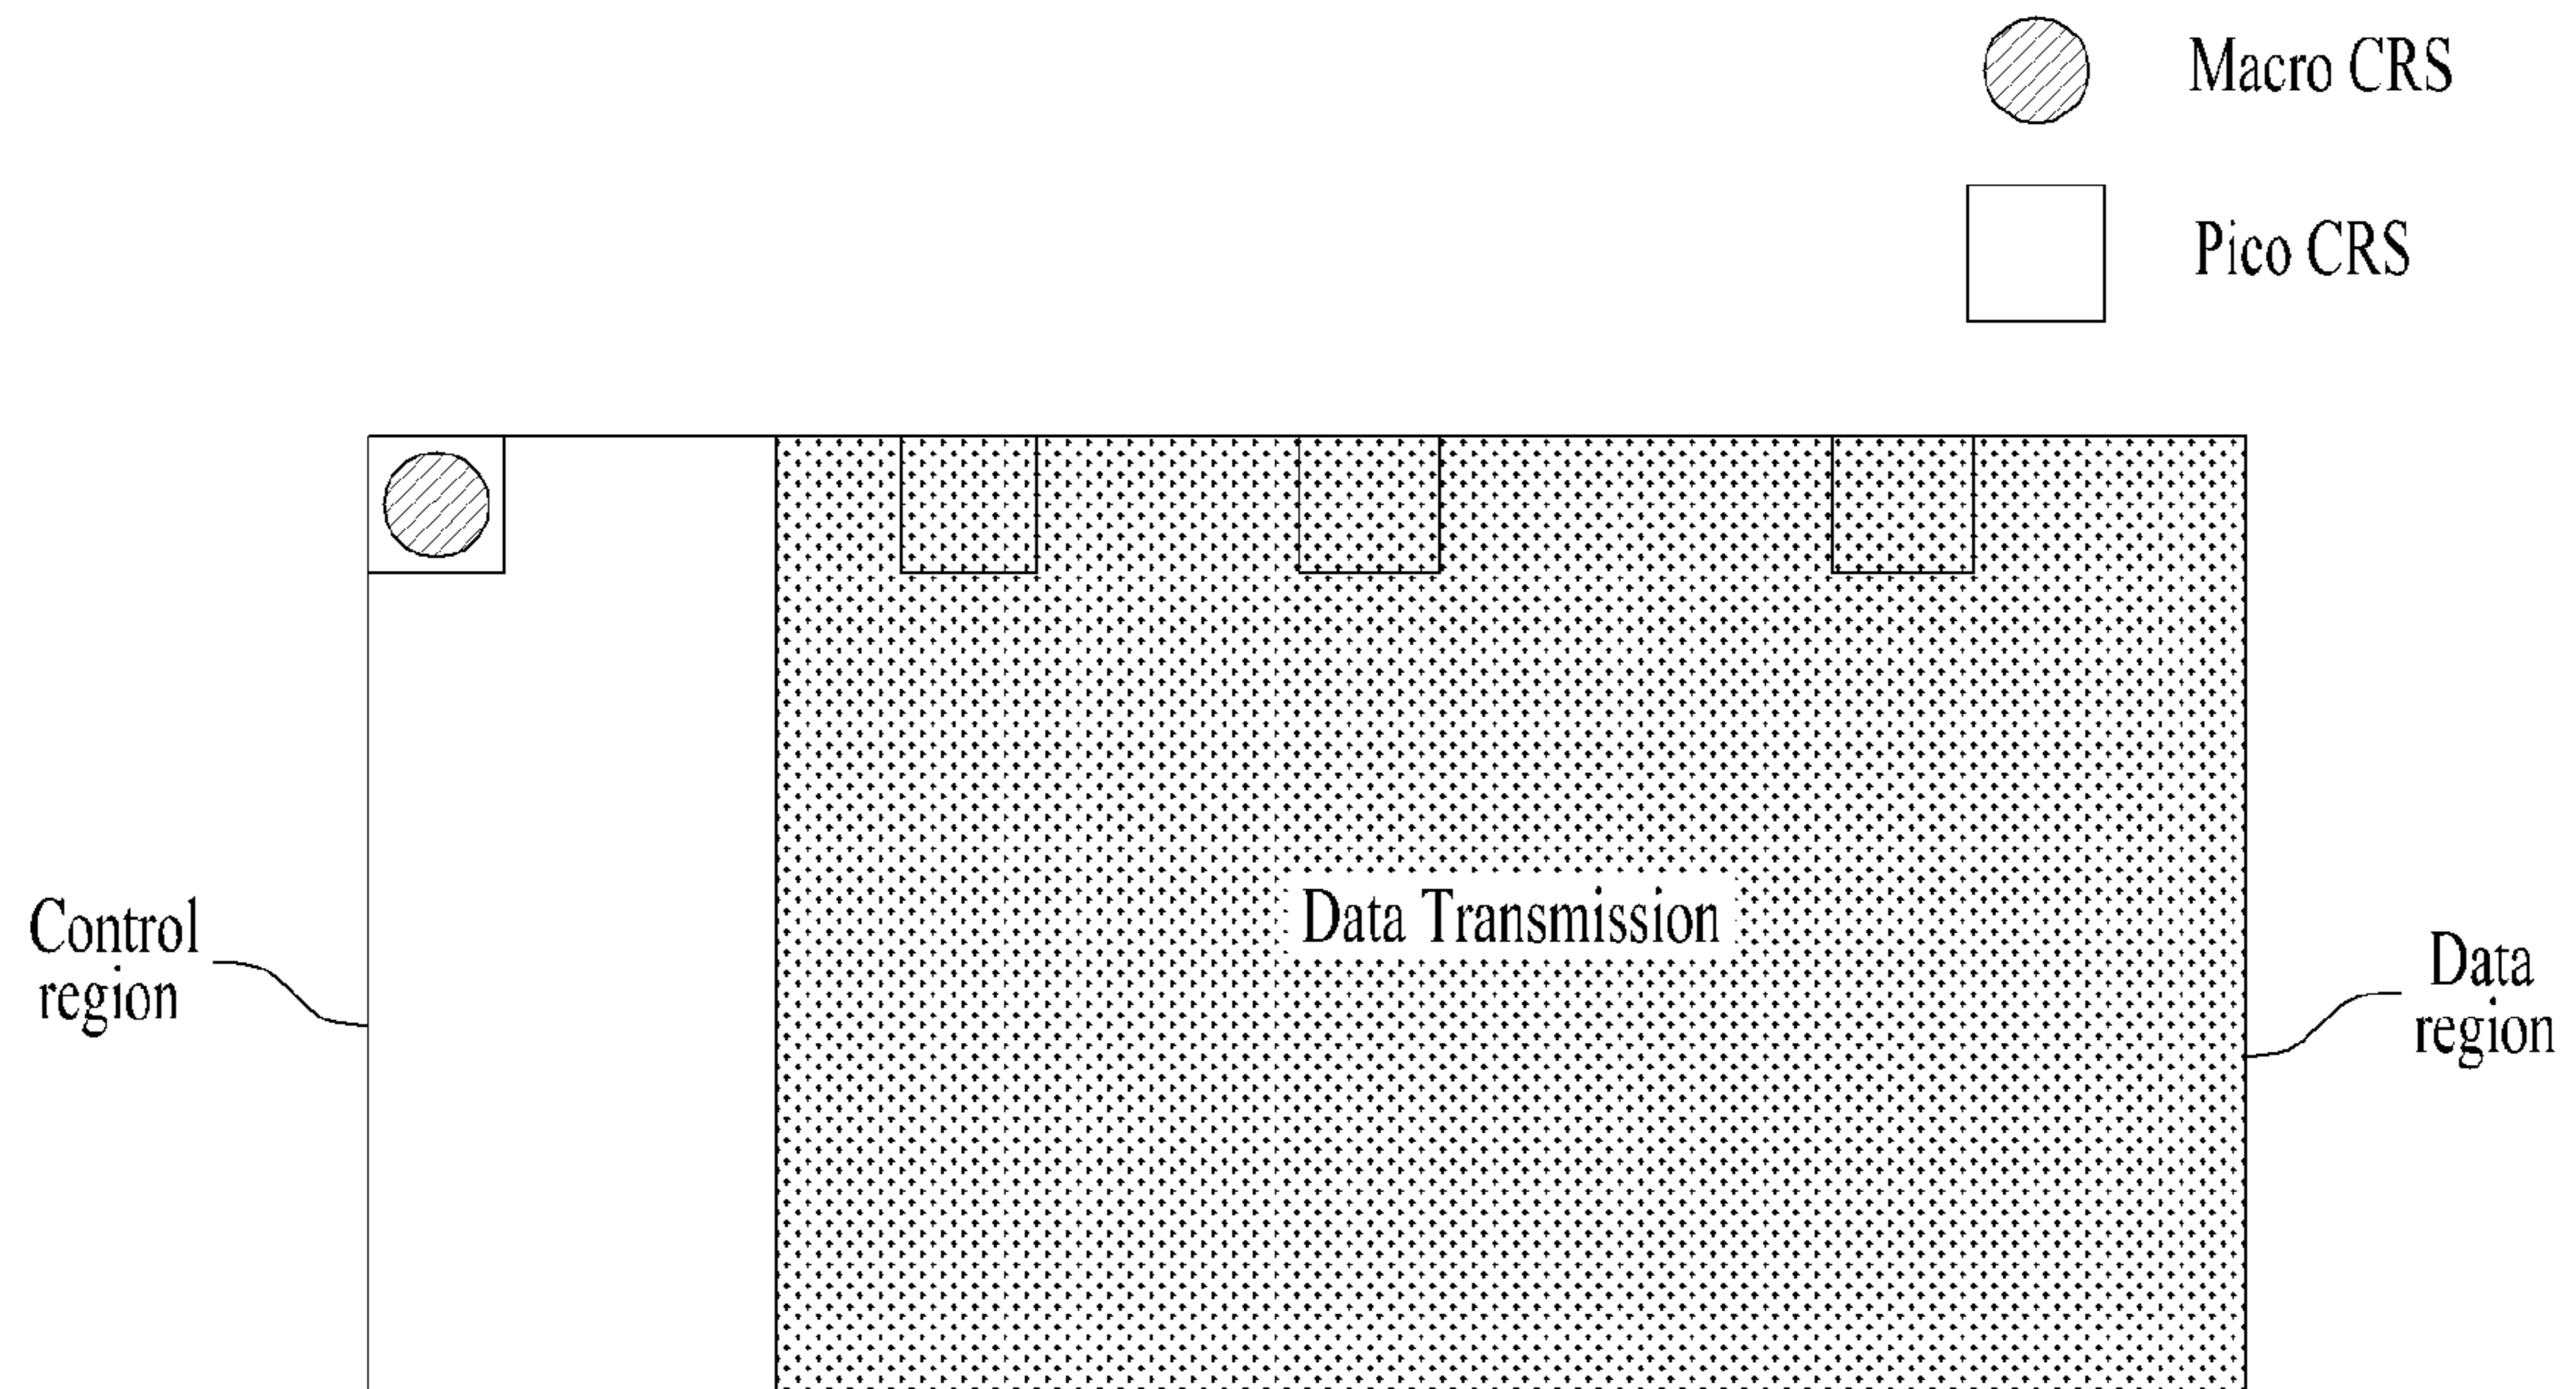 Macro CRS
Pico CRS
Control
region
Data Transmission
Data
region